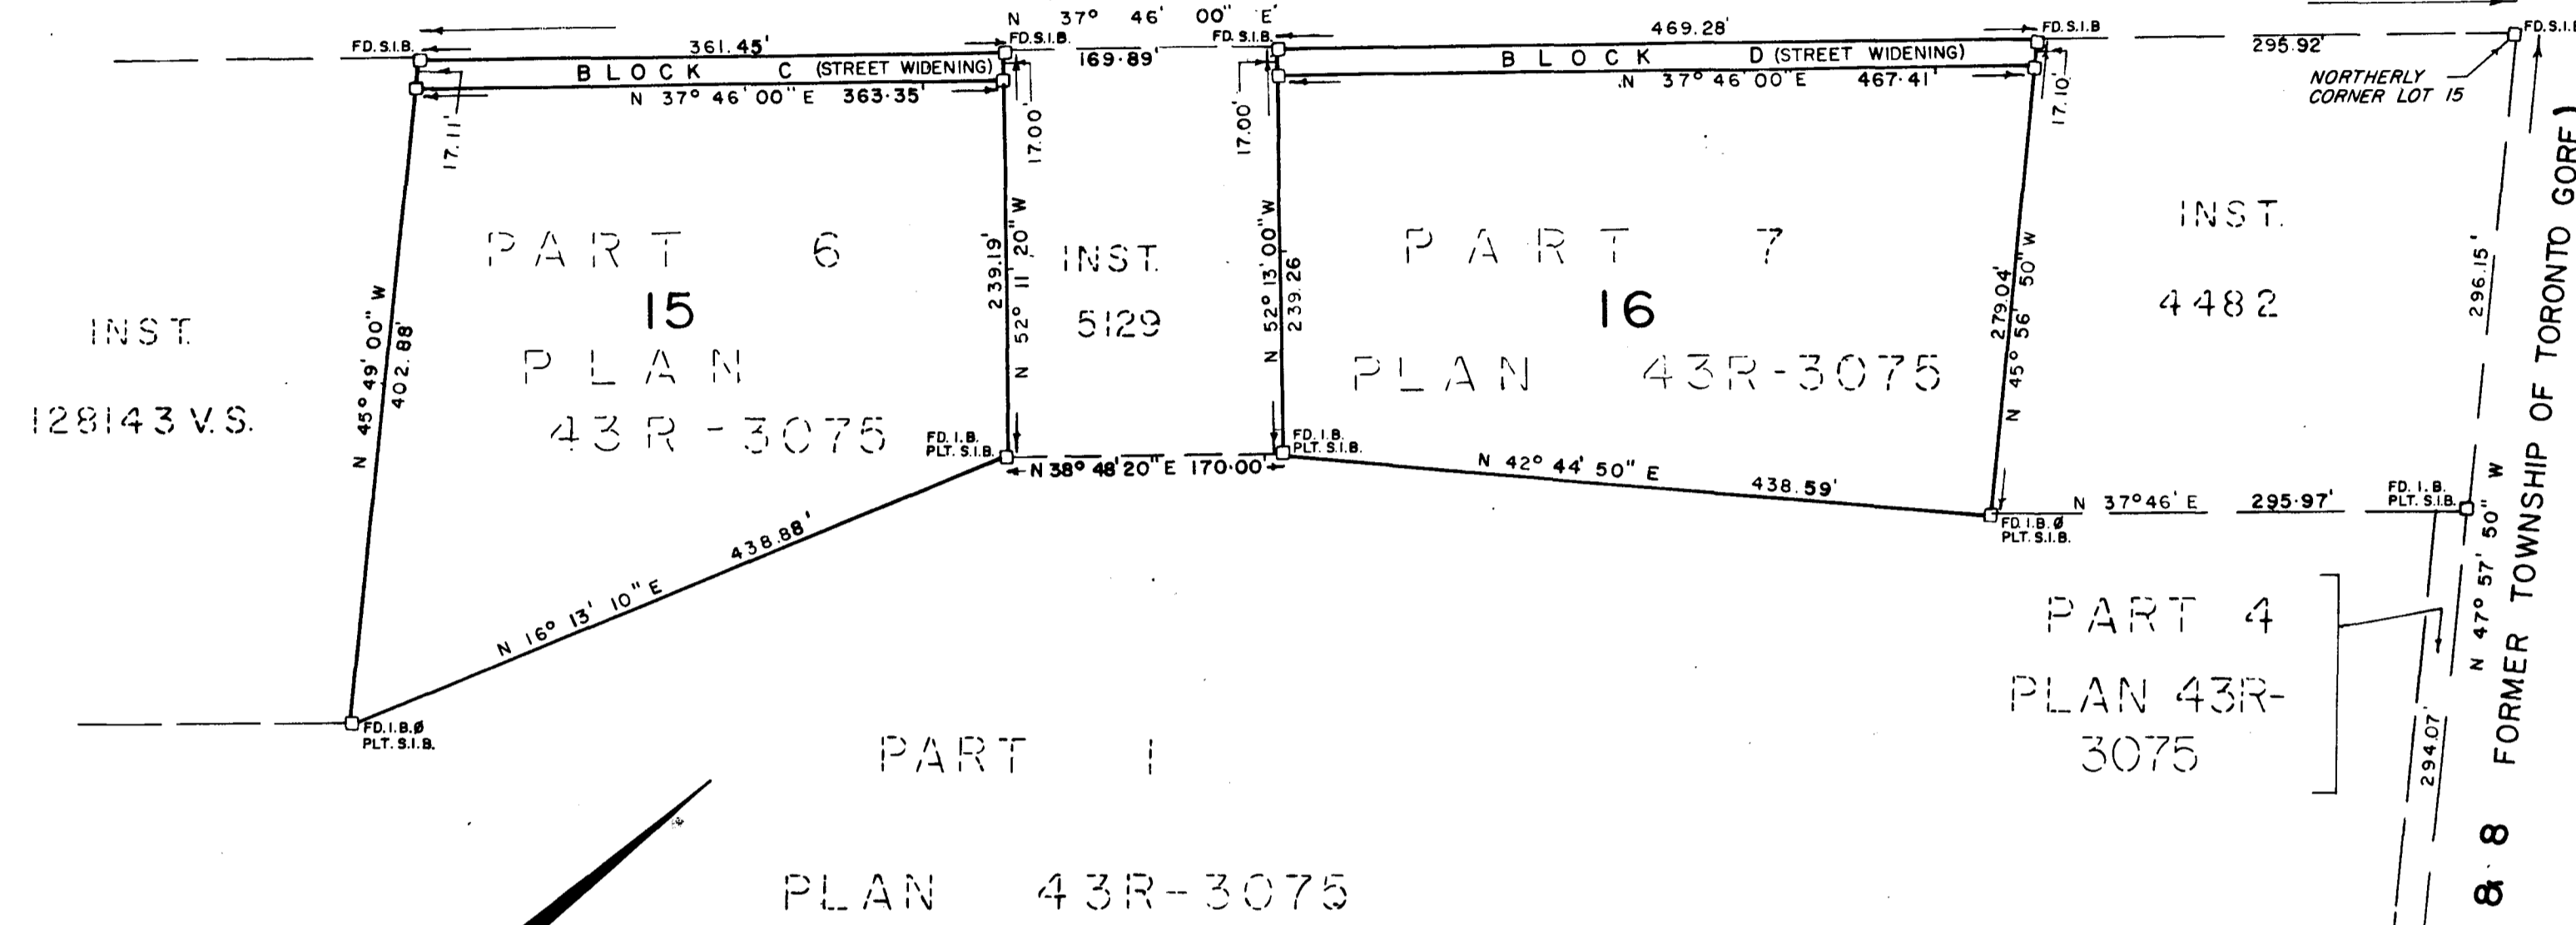 N 37° 46' 00" E'
FD. S.I.B.
361.45'
FD.S.I.B.
169.89'
FD. S.I.B.
469.28'
FD.S.I.B
295.92'
FD.S.I.B
BLOCK C (STREET WIDENING)
N 37° 46' 00" E 363.35'
BLOCK D (STREET WIDENING)
N 37° 46' 00" E 467.41'
NORTHERLY
CORNER LOT 15
17.11'
17.00'
17.00'
17.10'
PART 6
15
PLAN
43R-3075
INST.
128143 V.S.
N 45° 49' 00" W
402.88'
239.19'
N 52° 11' 20" W
INST.
5129
N 52° 13' 00" W
239.26
PART 7
16
PLAN 43R-3075
279.04'
N 45° 56' 50" W
INST.
4482
296.15'
FD. I.B.
PLT. S.I.B.
N 38° 48' 20" E 170.00'
FD. I.B.
PLT. S.I.B.
N 42° 44' 50" E 438.59'
FD. I.B.Ø
PLT. S.I.B.
N 37°46' E 295.97'
FD. I.B.
PLT. S.I.B.
N 16° 13' 10" E 438.88'
FD. I.B.Ø
PLT. S.I.B.
PART 1
PLAN 43R-3075
PART 4
PLAN 43R-
3075
294.07'
N 47° 57' 50" W
8 & 8 FORMER TOWNSHIP OF TORONTO GORE)